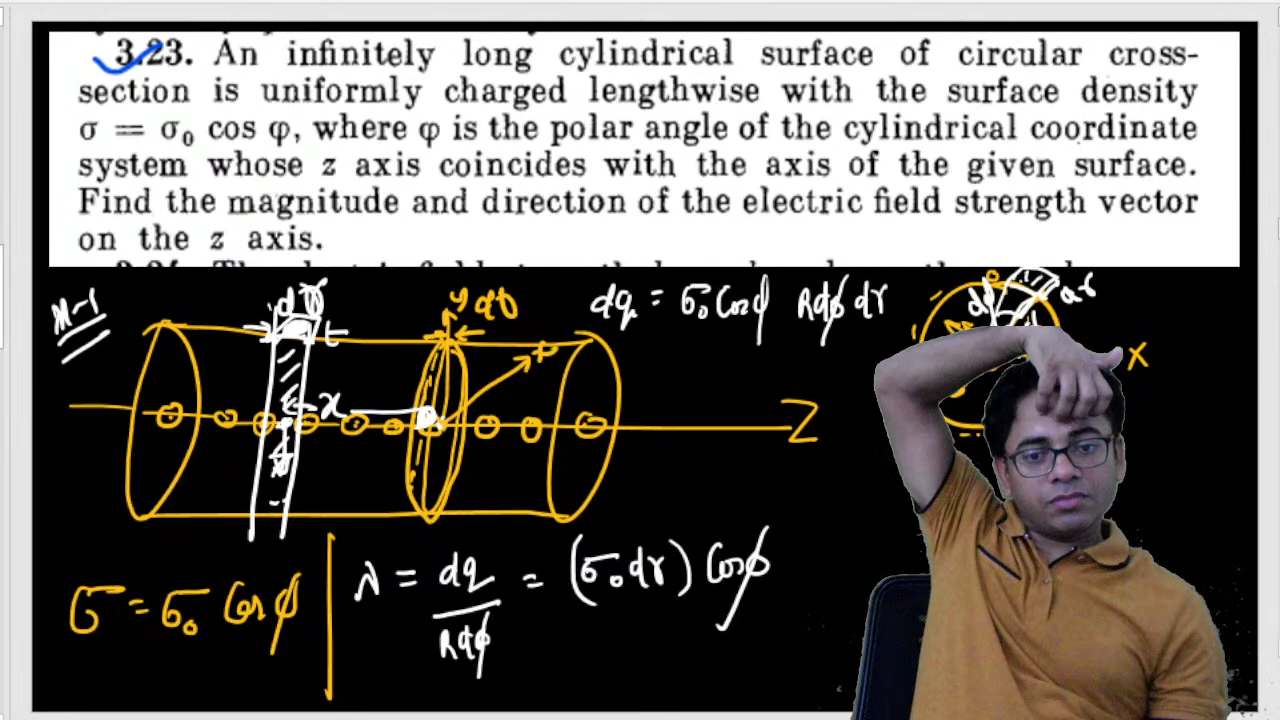 3.23. An infinitely long cylindrical surface of circular cross-
section is uniformly charged lengthwise with the surface density
σ = σ₀ cos φ, where φ is the polar angle of the cylindrical coordinate
system whose z axis coincides with the axis of the given surface.
Find the magnitude and direction of the electric field strength vector
on the z axis.
M-1
y
dq = σ₀ Cosϕ Rdϕ dr
dϕ
x
X
Z
σ = σ₀ Cosϕ
λ = dq / Rdϕ = (σ₀dr) Cosϕ